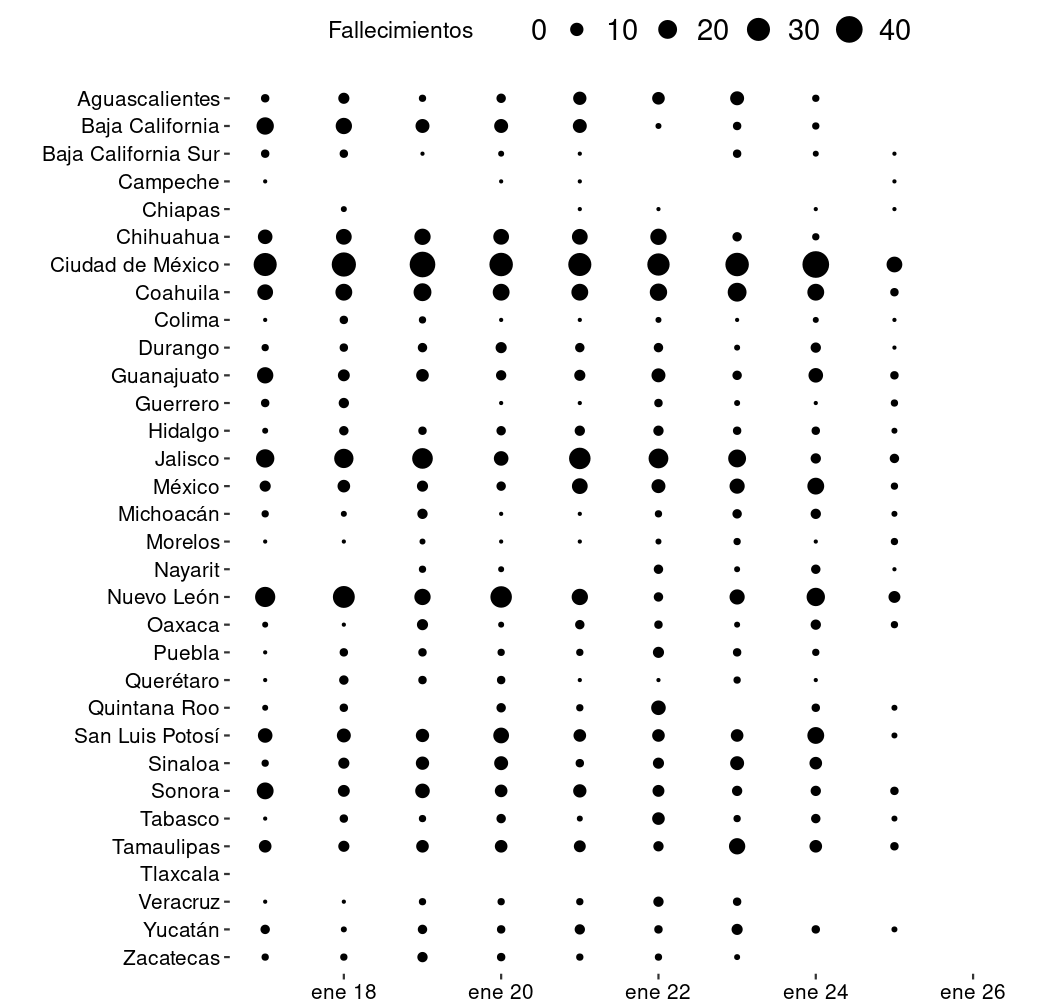 Fallecimientos 0 10 20 30 40
Aguascalientes
Baja California
Baja California Sur
Campeche
Chiapas
Chihuahua
Ciudad de México
Coahuila
Colima
Durango
Guanajuato
Guerrero
Hidalgo
Jalisco
México
Michoacán
Morelos
Nayarit
Nuevo León
Oaxaca
Puebla
Querétaro
Quintana Roo
San Luis Potosí
Sinaloa
Sonora
Tabasco
Tamaulipas
Tlaxcala
Veracruz
Yucatán
Zacatecas
ene 18 ene 20 ene 22 ene 24 ene 26